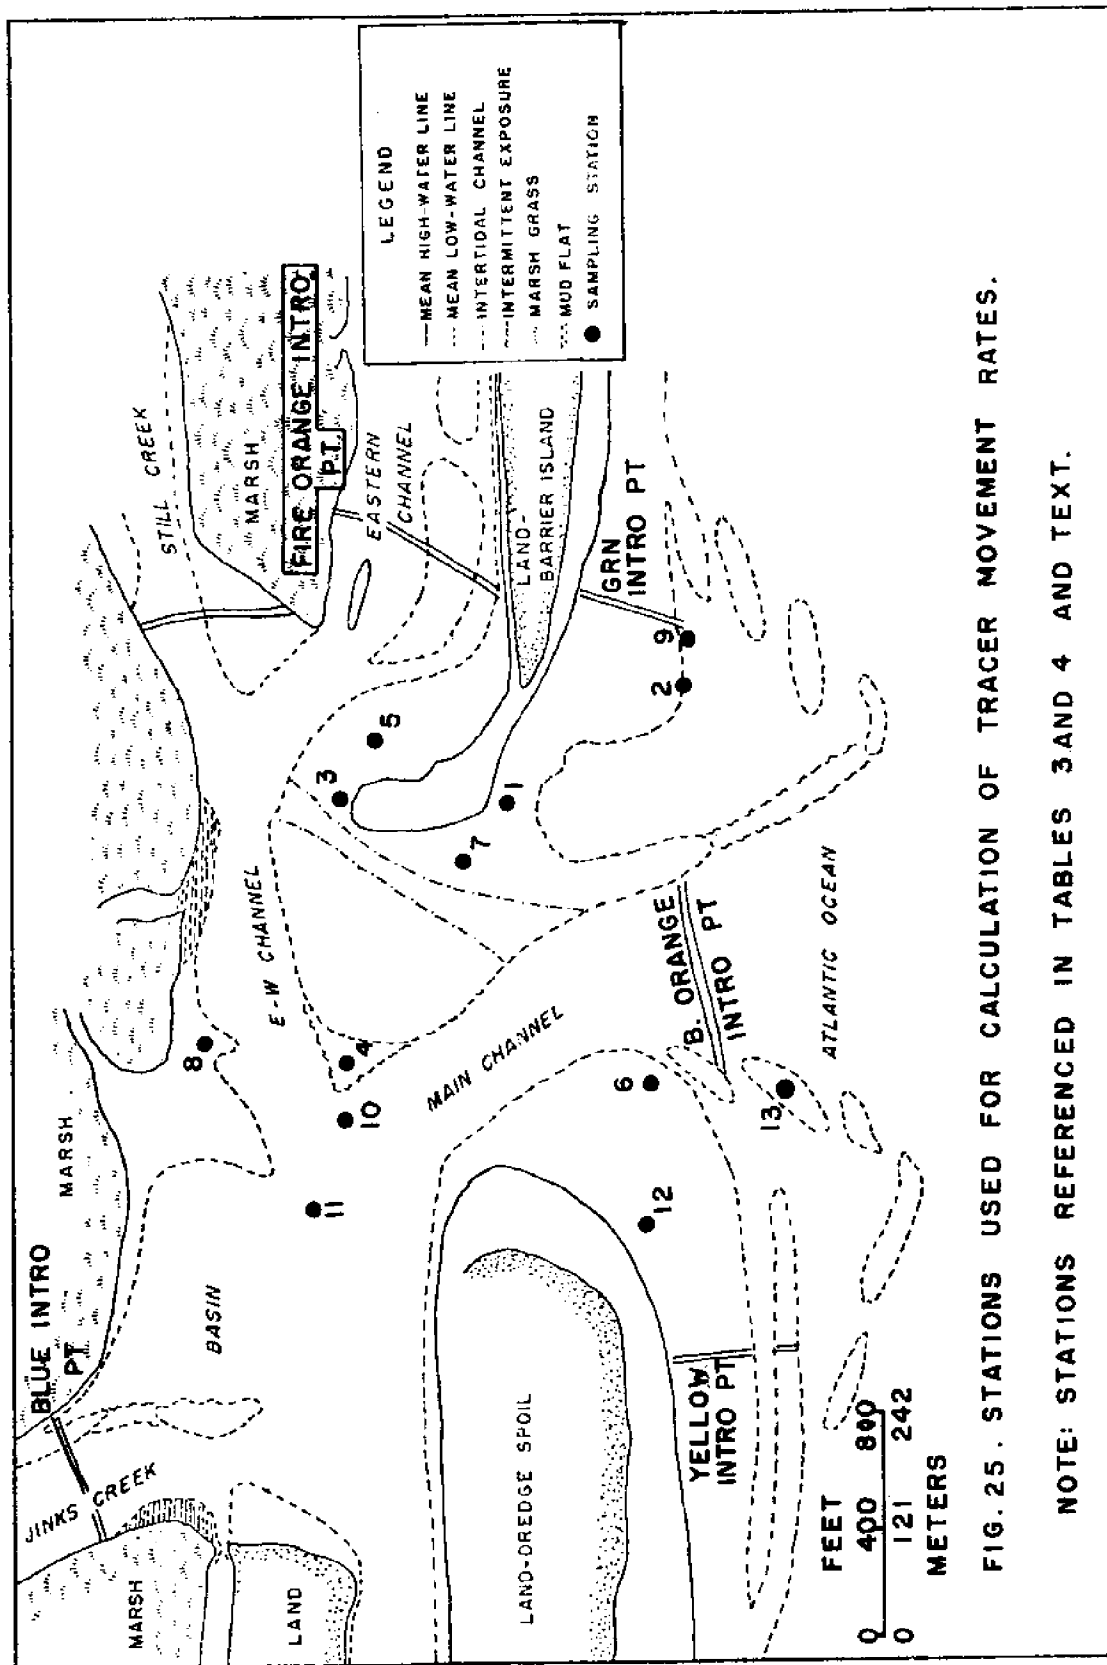 BLUE INTRO
PT
JINKS CREEK
MARSH
LAND
MARSH
BASIN
8
E-W CHANNEL
STILL CREEK
MARSH
FIRE ORANGE INTRO
PT.
EASTERN
CHANNEL
LEGEND
MEAN HIGH-WATER LINE
MEAN LOW-WATER LINE
INTERTIDAL CHANNEL
INTERMITTENT EXPOSURE
MARSH GRASS
MUD FLAT
SAMPLING STATION
11
10
4
3
5
7
1
MAIN CHANNEL
LAND-
BARRIER ISLAND
LAND-DREDGE SPOIL
12
6
2
9
GRN
INTRO PT
B. ORANGE
INTRO PT
YELLOW
INTRO PT
13
ATLANTIC OCEAN
FEET
0 400 800
0 121 242
METERS
FIG. 25. STATIONS USED FOR CALCULATION OF TRACER MOVEMENT RATES.
NOTE: STATIONS REFERENCED IN TABLES 3 AND 4 AND TEXT.